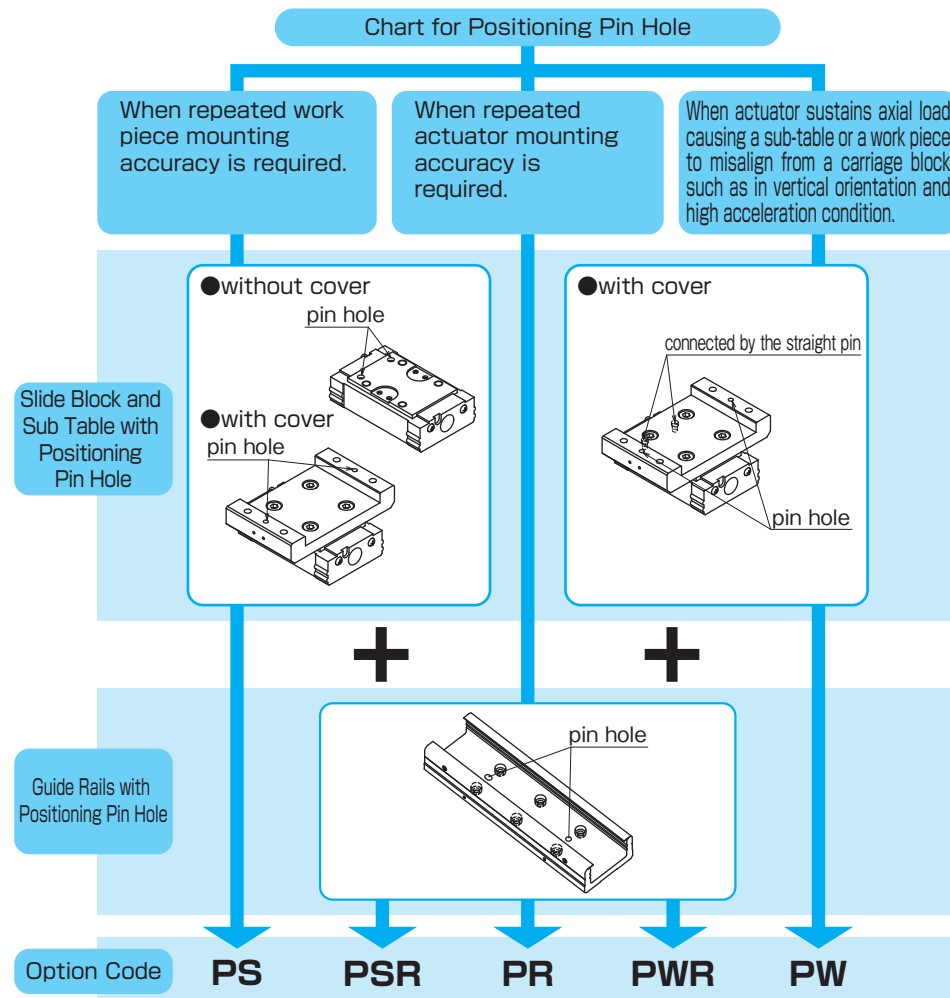 Chart for Positioning Pin Hole
When repeated work
piece mounting
accuracy is required.
When repeated
actuator mounting
accuracy is
required.
When actuator sustains axial load
causing a sub-table or a work piece
to misalign from a carriage block
such as in vertical orientation and
high acceleration condition.
Slide Block and
Sub Table with
Positioning
Pin Hole
●without cover
pin hole
●with cover
pin hole
●with cover
connected by the straight pin
pin hole
+
+
Guide Rails with
Positioning Pin Hole
pin hole
Option Code
PS
PSR
PR
PWR
PW